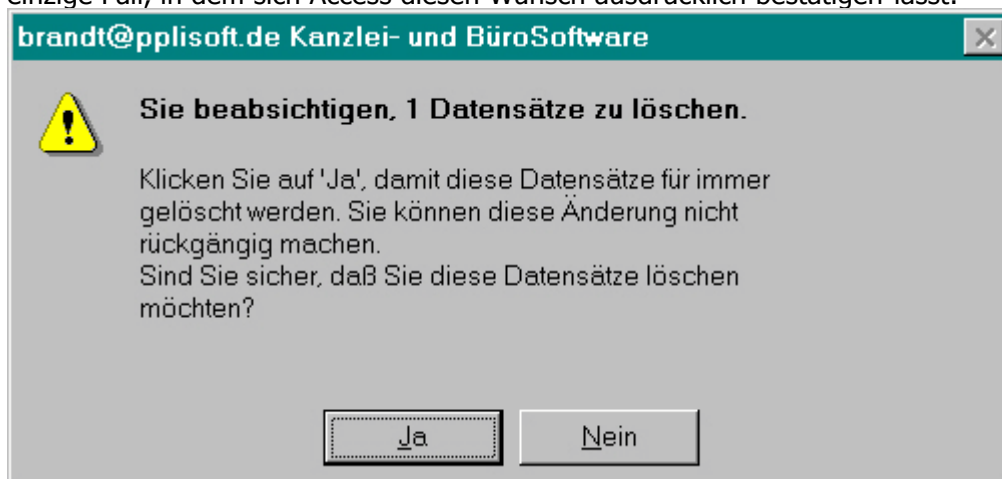 einzige Fall, in dem sich Access diesen Wunsch ausdrücklich bestätigen lässt:
brandt@pplisoft.de Kanzlei- und BüroSoftware
Sie beabsichtigen, 1 Datensätze zu löschen.
Klicken Sie auf 'Ja', damit diese Datensätze für immer
gelöscht werden. Sie können diese Änderung nicht
rückgängig machen.
Sind Sie sicher, daß Sie diese Datensätze löschen
möchten?
Ja
Nein